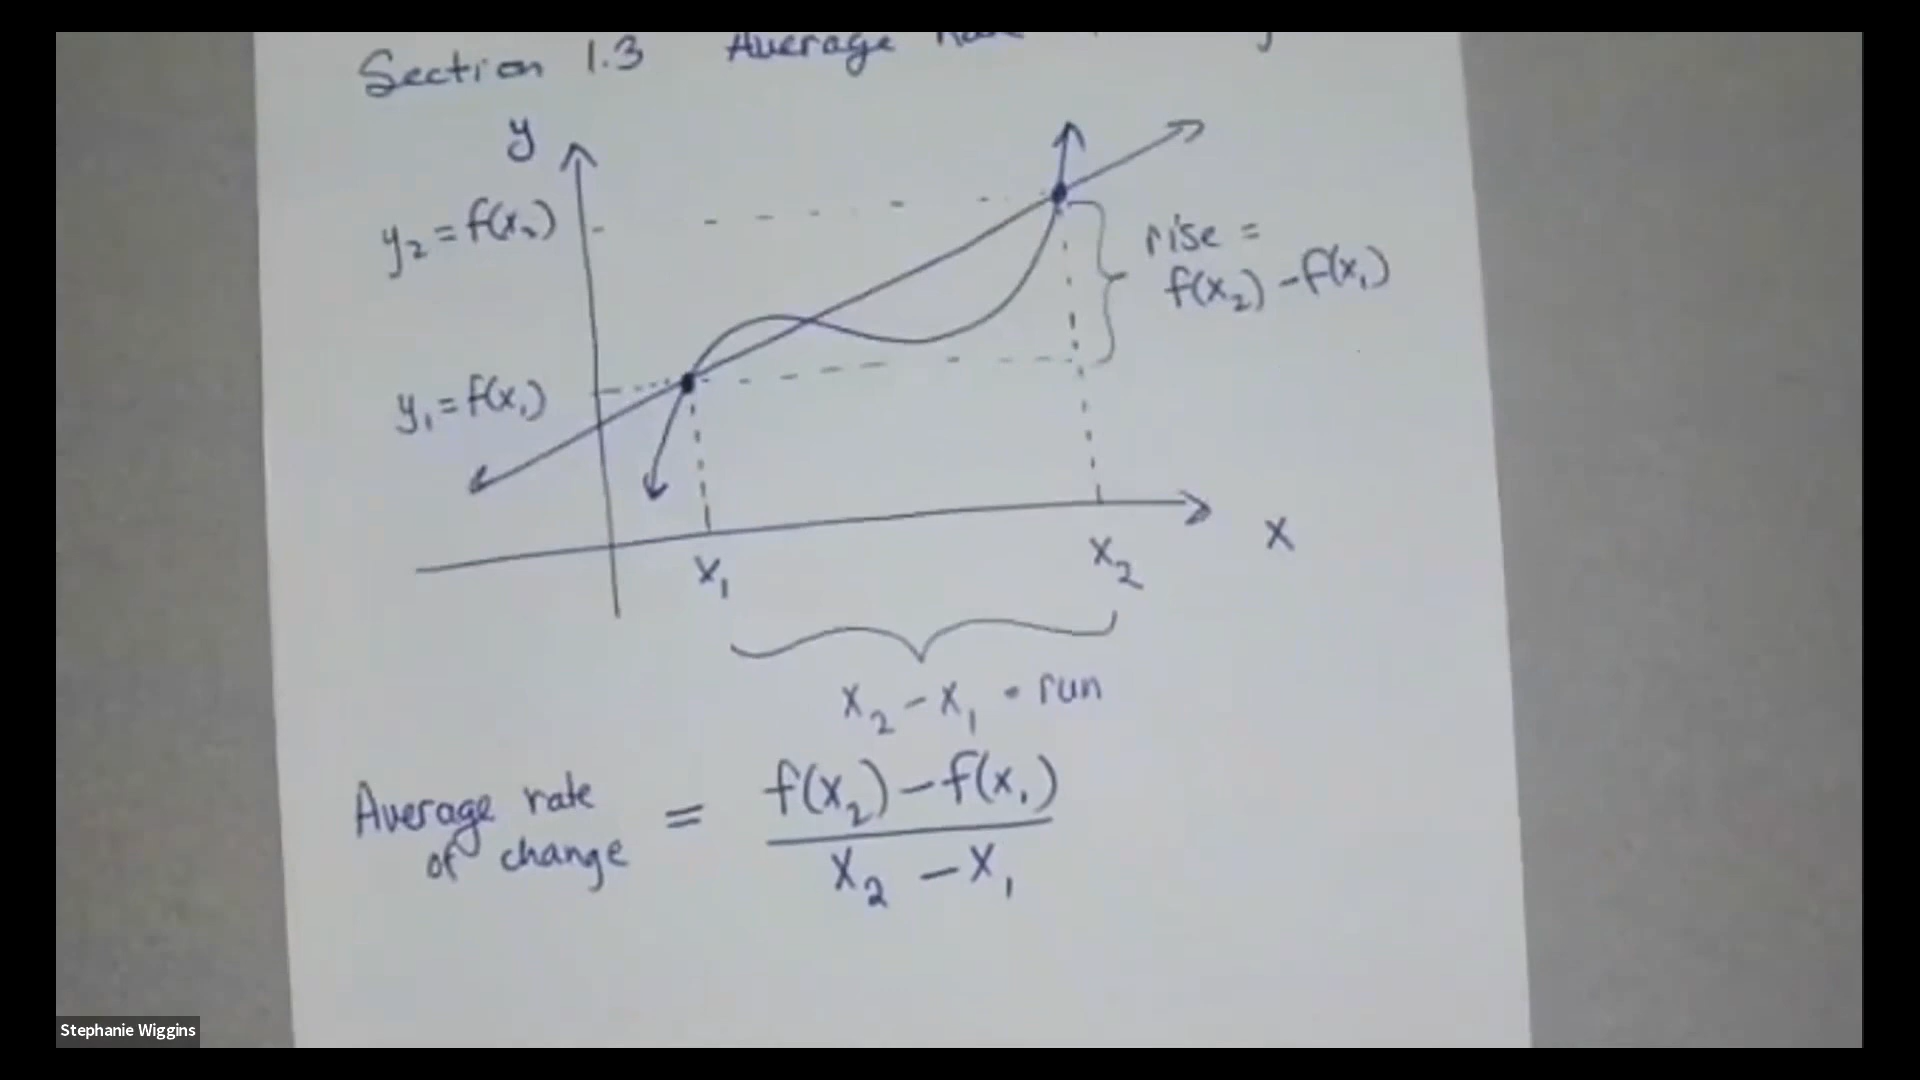 Section 1.3 Average
y
y₂ = f(x₂)
rise =
f(x₂) - f(x₁)
y₁ = f(x₁)
x
x₁
x₂
x₂ - x₁ = run
Average rate of change = f(x₂) - f(x₁)
x₂ - x₁
Stephanie Wiggins